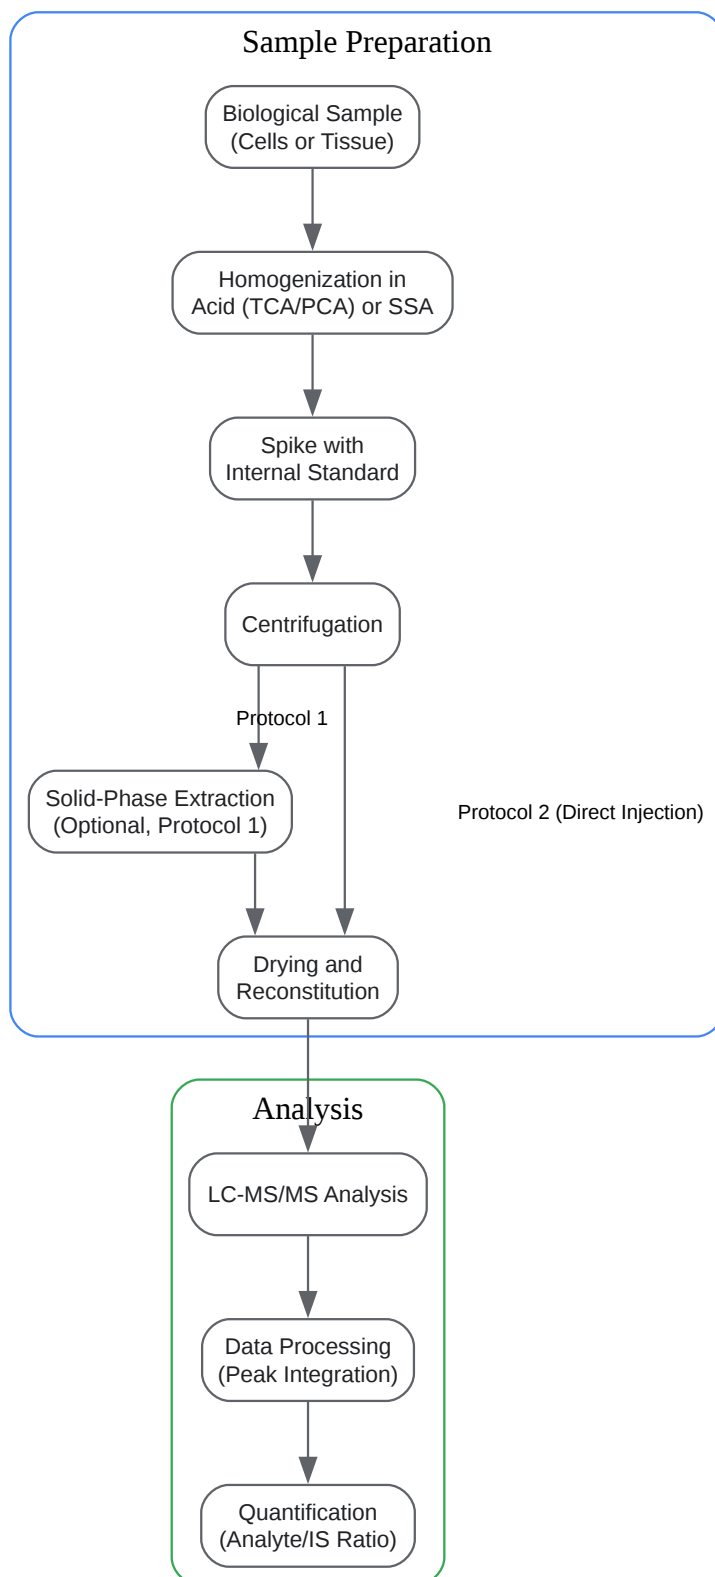 Sample Preparation
Biological Sample
(Cells or Tissue)
Homogenization in
Acid (TCA/PCA) or SSA
Spike with
Internal Standard
Centrifugation
Protocol 1
Solid-Phase Extraction
(Optional, Protocol 1)
Protocol 2 (Direct Injection)
Drying and
Reconstitution
Analysis
LC-MS/MS Analysis
Data Processing
(Peak Integration)
Quantification
(Analyte/IS Ratio)